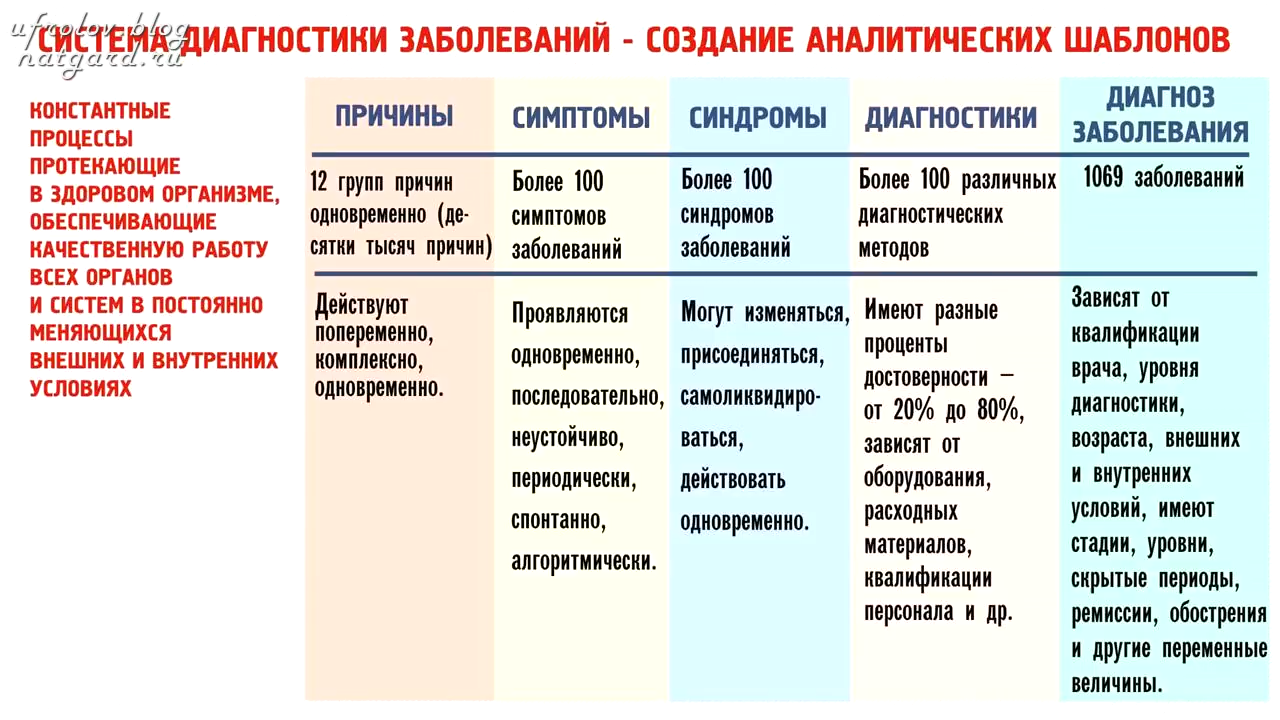 ufrolov.blog
natgard.ru
СИСТЕМА ДИАГНОСТИКИ ЗАБОЛЕВАНИЙ - СОЗДАНИЕ АНАЛИТИЧЕСКИХ ШАБЛОНОВ
КОНСТАНТНЫЕ
ПРОЦЕССЫ
ПРОТЕКАЮЩИЕ
В ЗДОРОВОМ ОРГАНИЗМЕ,
ОБЕСПЕЧИВАЮЩИЕ
КАЧЕСТВЕННУЮ РАБОТУ
ВСЕХ ОРГАНОВ
И СИСТЕМ В ПОСТОЯННО
МЕНЯЮЩИХСЯ
ВНЕШНИХ И ВНУТРЕННИХ
УСЛОВИЯХ
ПРИЧИНЫ
12 групп причин
одновременно (де-
сятки тысяч причин)
Действуют
попеременно,
комплексно,
одновременно.
СИМПТОМЫ
Более 100
симптомов
заболеваний
Проявляются
одновременно,
последовательно,
неустойчиво,
периодически,
спонтанно,
алгоритмически.
СИНДРОМЫ
Более 100
синдромов
заболеваний
Могут изменяться,
присоединяться,
самоликвидиро-
ваться,
действовать
одновременно.
ДИАГНОСТИКИ
Более 100 различных
диагностических
методов
Имеют разные
проценты
достоверности –
от 20% до 80%,
зависят от
оборудования,
расходных
материалов,
квалификации
персонала и др.
ДИАГНОЗ
ЗАБОЛЕВАНИЯ
1069 заболеваний
Зависят от
квалификации
врача, уровня
диагностики,
возраста, внешних
и внутренних
условий, имеют
стадии, уровни,
скрытые периоды,
ремиссии, обострения
и другие переменные
величины.